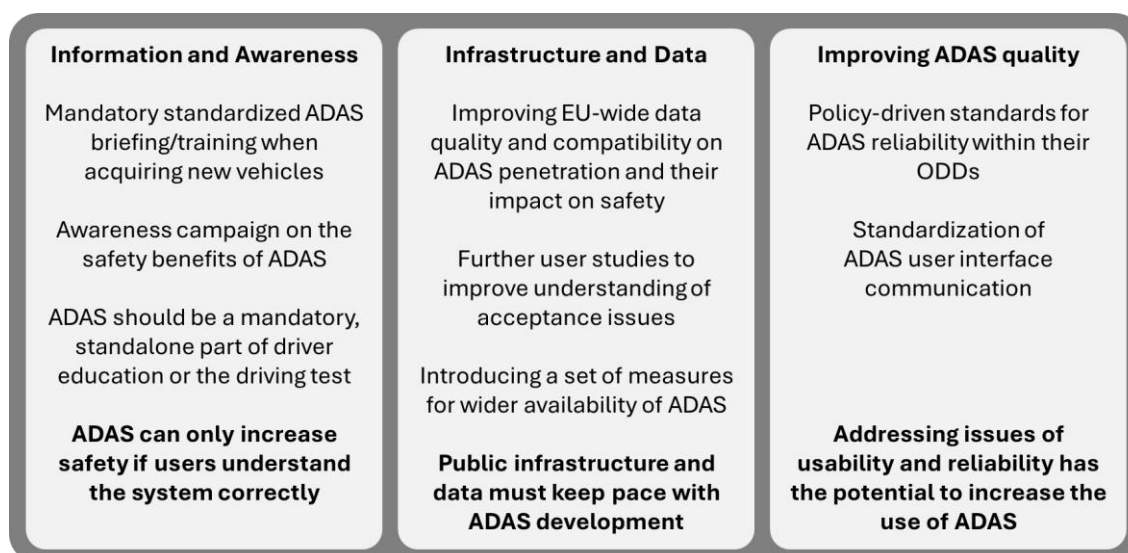 Information and Awareness
Mandatory standardized ADAS
briefing/training when
acquiring new vehicles
Awareness campaign on the
safety benefits of ADAS
ADAS should be a mandatory,
standalone part of driver
education or the driving test
ADAS can only increase
safety if users understand
the system correctly
Infrastructure and Data
Improving EU-wide data
quality and compatibility on
ADAS penetration and their
impact on safety
Further user studies to
improve understanding of
acceptance issues
Introducing a set of measures
for wider availability of ADAS
Public infrastructure and
data must keep pace with
ADAS development
Improving ADAS quality
Policy-driven standards for
ADAS reliability within their
ODDs
Standardization of
ADAS user interface
communication
Addressing issues of
usability and reliability has
the potential to increase the
use of ADAS